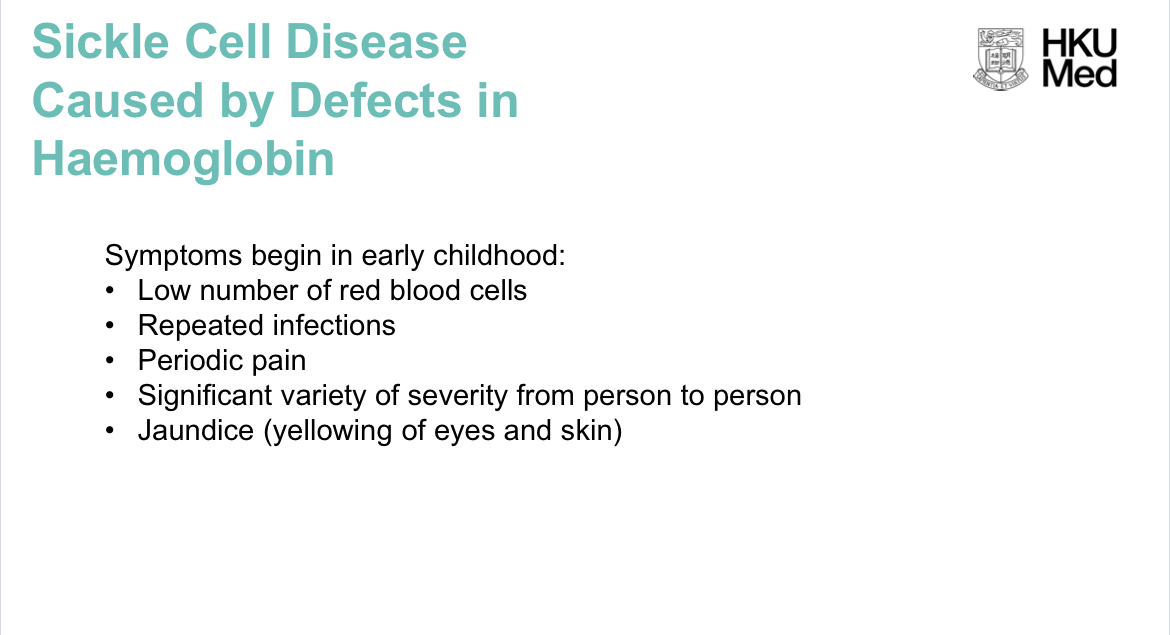 Sickle Cell Disease
Caused by Defects in
Haemoglobin
HKU
Med
Symptoms begin in early childhood:
• Low number of red blood cells
• Repeated infections
• Periodic pain
• Significant variety of severity from person to person
• Jaundice (yellowing of eyes and skin)